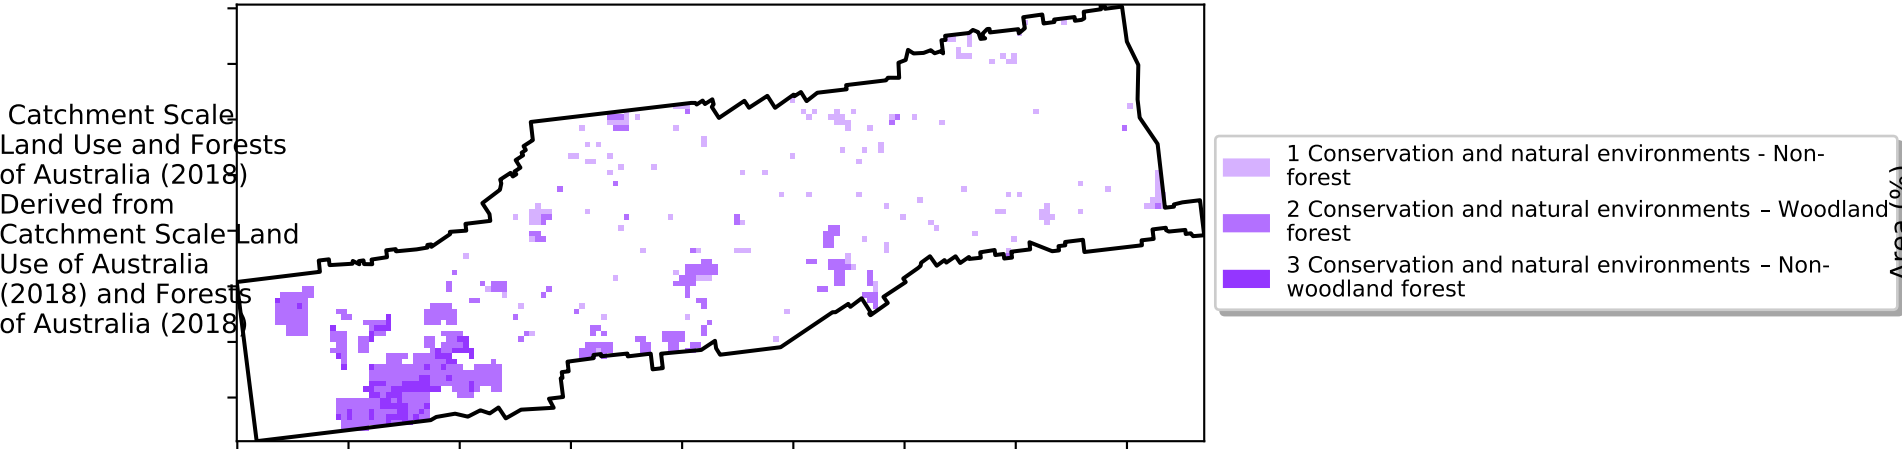 Catchment Scale
Land Use and Forests
of Australia (2018)
Derived from
Catchment Scale Land
Use of Australia
(2018) and Forests
of Australia (2018)
1 Conservation and natural environments - Non-
forest
2 Conservation and natural environments – Woodland
forest
3 Conservation and natural environments – Non-
woodland forest
Area (%)